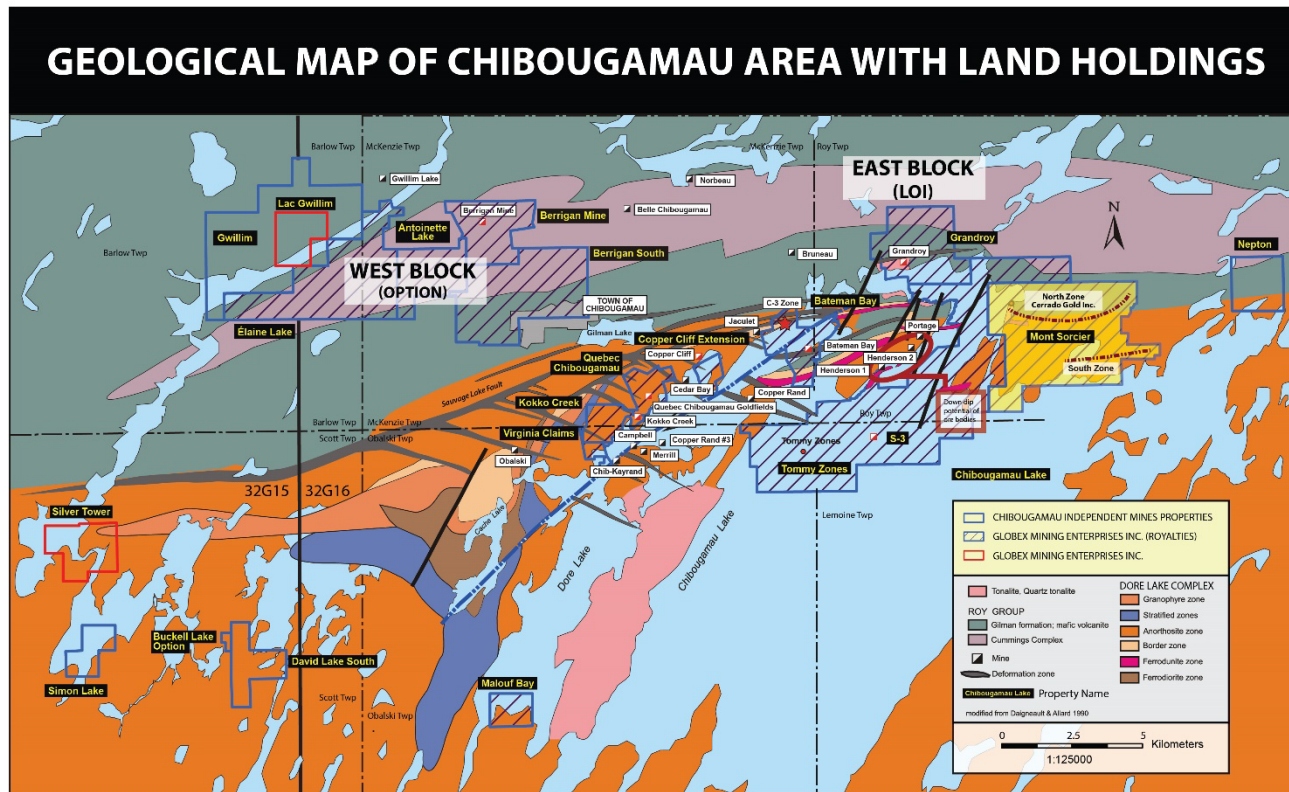 GEOLOGICAL MAP OF CHIBOUGAMAU AREA WITH LAND HOLDINGS
Barlow Twp
McKenzie Twp
McKenzie Twp
Roy Twp
EAST BLOCK
(LOI)
Gwillim Lake
Norbeau
Lac Gwillim
Berrigan Mine
Belle Chibougamau
Berrigan Mine
N
Antoinette
Lake
Gwillim
Grandroy
Nepton
Barlow Twp
Berrigan South
Bruneau
Grandroy
WEST BLOCK
(OPTION)
TOWN OF
CHIBOUGAMAU
C-3 Zone
Bateman Bay
North Zone
Cerrado Gold Inc.
Élaine Lake
Gilman Lake
Jaculet
Portage
Mont Sorcier
Copper Cliff Extension
Bateman Bay
Copper Cliff
Henderson 2
Quebec
Chibougamau
Henderson 1
South Zone
Sauvage Lake Fault
Cedar Bay
Copper Rand
Kokko Creek
Quebec Chibougamau Goldfields
Down dip
potential of
ore bodies
Kokko Creek
Roy Twp
Barlow Twp
McKenzie Twp
Scott Twp
Obalski Twp
Virginia Claims
Campbell
Copper Rand #3
Tommy Zones
S-3
Obalski
Merrill
Chib-Kayrand
Tommy Zones
Chibougamau Lake
32G15
32G16
Silver Tower
Cache Lake
Lemoine Twp
Dore Lake
Chibougamau Lake
Buckell Lake
Option
David Lake South
Simon Lake
Malouf Bay
Scott Twp
Obalski Twp
CHIBOUGAMAU INDEPENDENT MINES PROPERTIES
GLOBEX MINING ENTERPRISES INC. (ROYALTIES)
GLOBEX MINING ENTERPRISES INC.
Tonalite, Quartz tonalite
ROY GROUP
Gilman formation; mafic volcanite
Cummings Complex
Mine
Deformation zone
DORE LAKE COMPLEX
Granophyre zone
Stratified zones
Anorthosite zone
Border zone
Ferrodunite zone
Ferrodiorite zone
Chibougamau Lake Property Name
modified from Daigneault & Allard 1990
0 2.5 5 Kilometers
1:125000